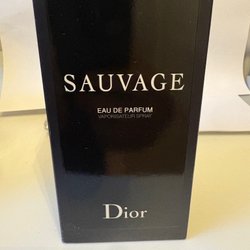 SAUVAGE
EAU DE PARFUM
VAPORISATEUR SPRAY
Dior